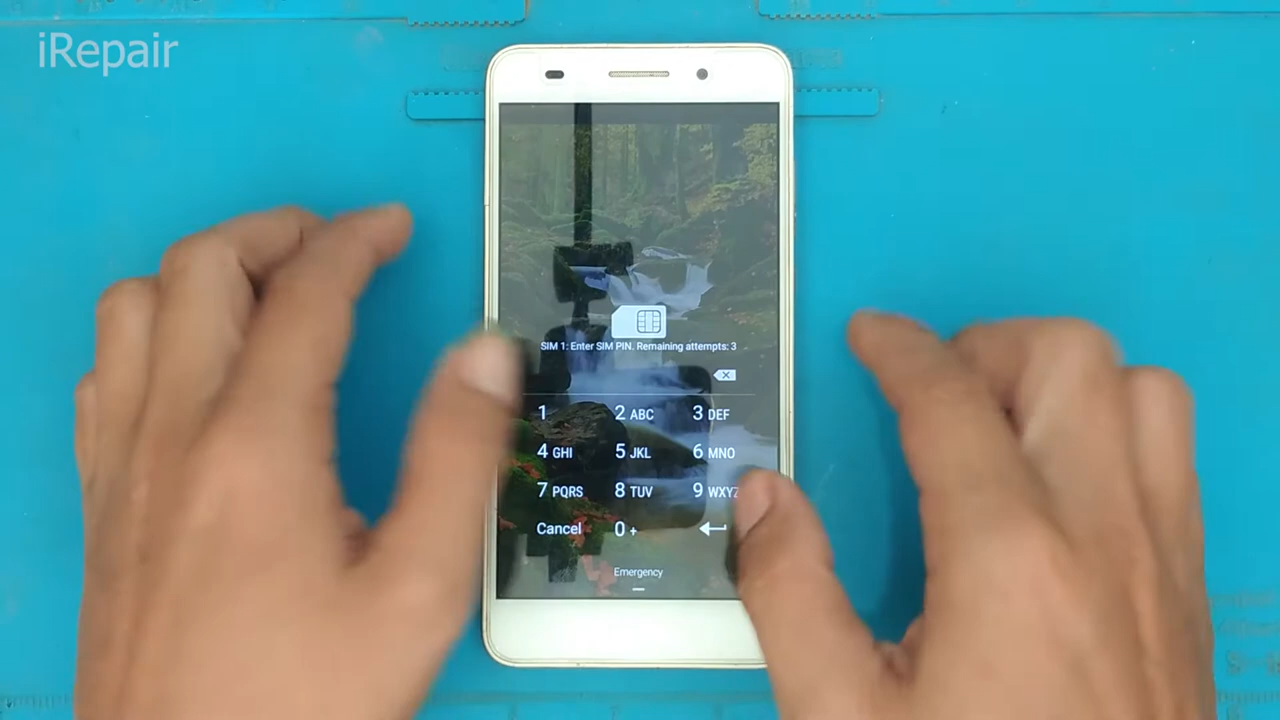 iRepair
SIM 1: Enter SIM PIN. Remaining attempts: 3
1
2 ABC
3 DEF
4 GHI
5 JKL
6 MNO
7 PQRS
8 TUV
9 WXYZ
Cancel
0 +
Emergency